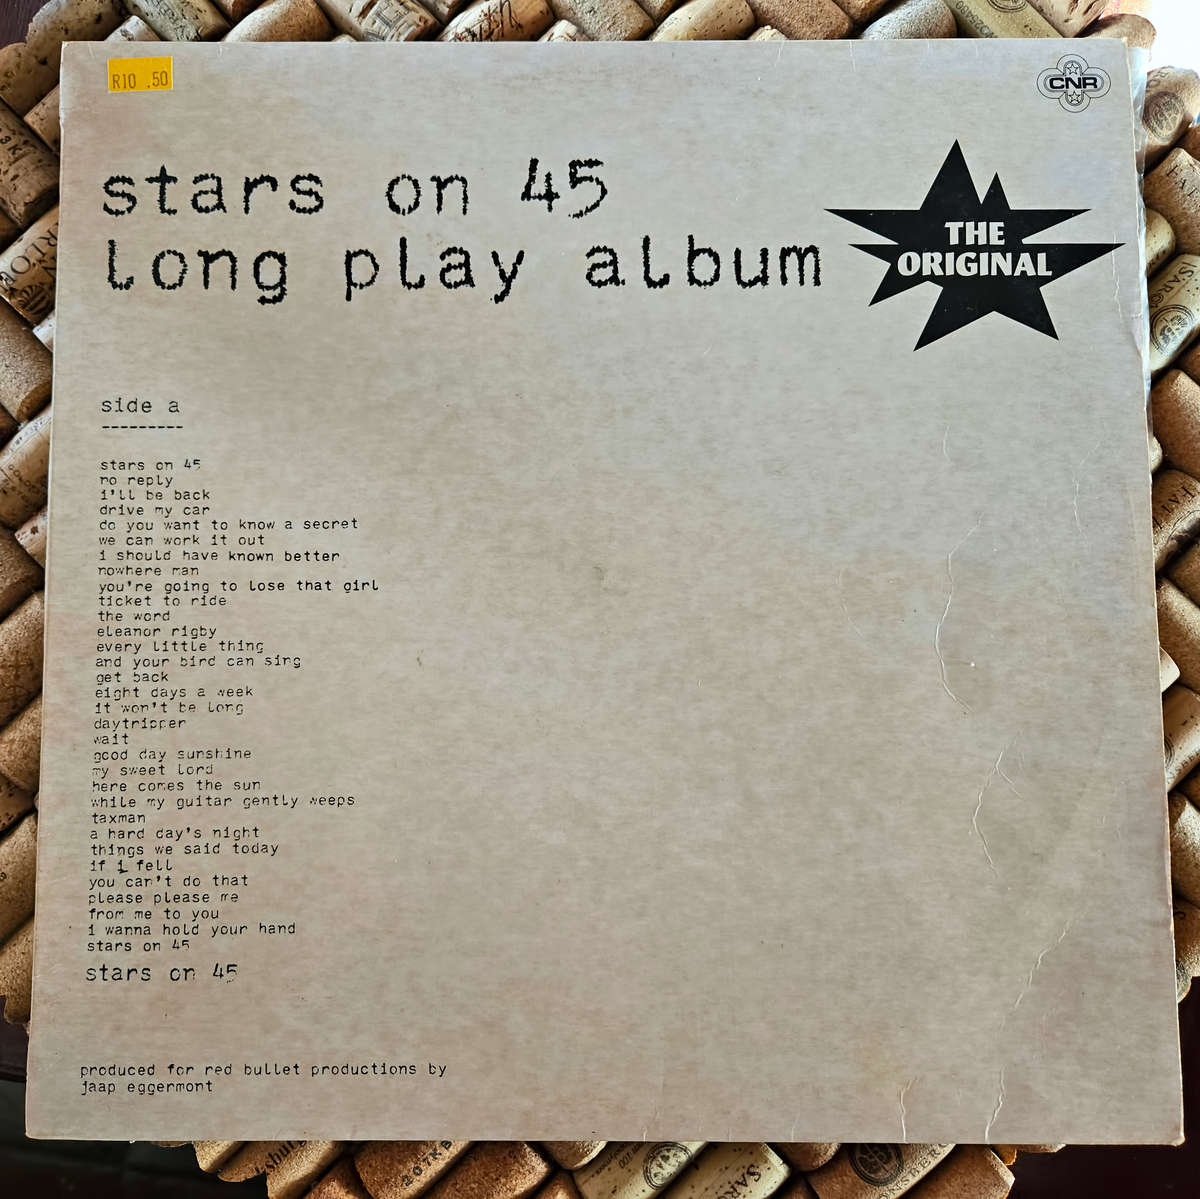 R10 .50
CNR
stars on 45
long play album
THE
ORIGINAL
side a
---------
stars on 45
no reply
i'll be back
drive my car
do you want to know a secret
we can work it out
i should have known better
nowhere man
you're going to lose that girl
ticket to ride
the word
eleanor rigby
every little thing
and your bird can sing
get back
eight days a week
it won't be long
daytripper
wait
good day sunshine
my sweet lord
here comes the sun
while my guitar gently weeps
taxman
a hard day's night
things we said today
if i fell
you can't do that
please please me
from me to you
i wanna hold your hand
stars on 45
stars on 45
produced for red bullet productions by
jaap eggermont